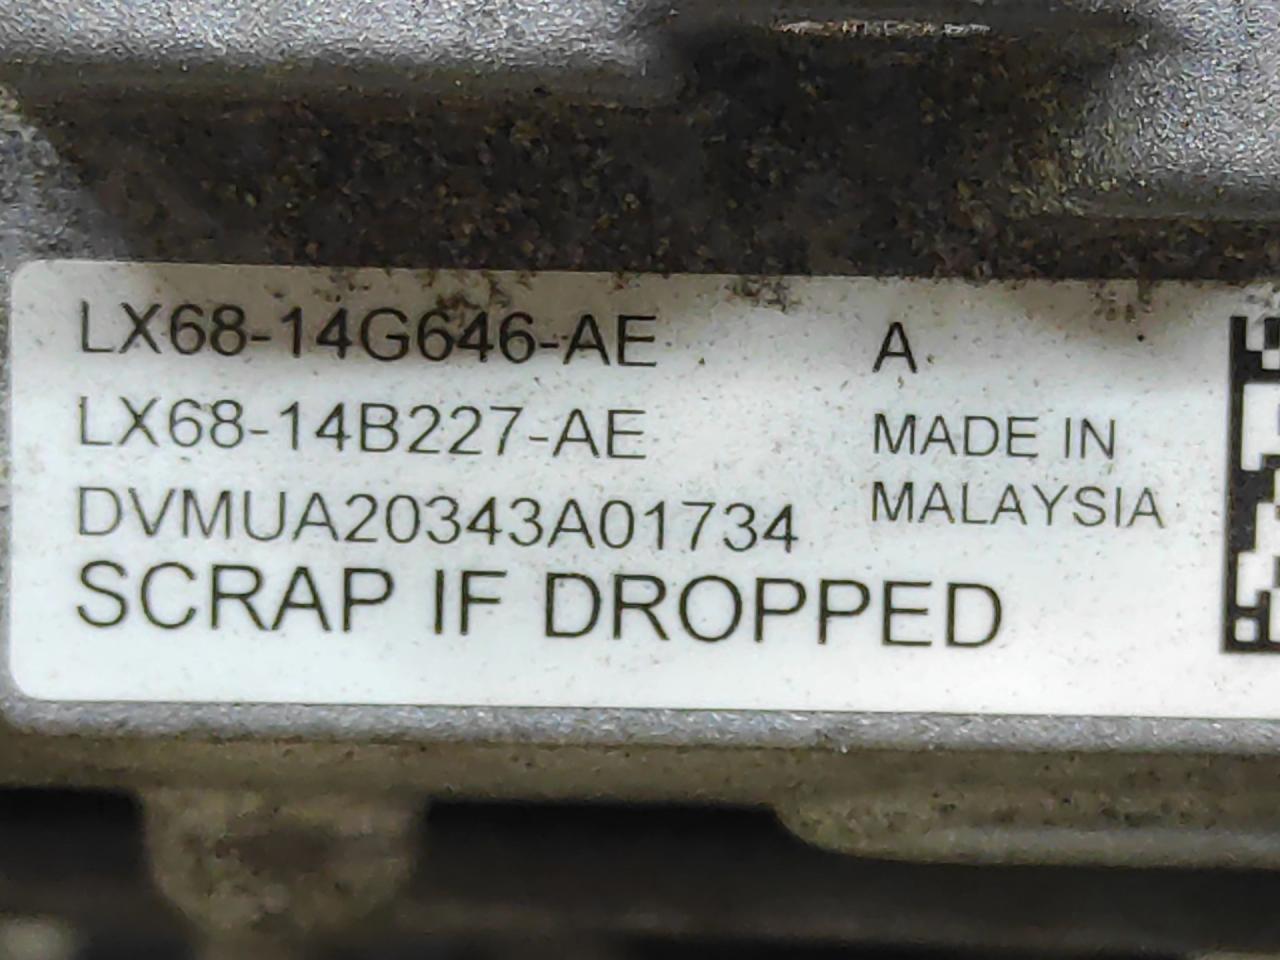 LX68-14G646-AE A
LX68-14B227-AE MADE IN
DVMUA20343A01734 MALAYSIA
SCRAP IF DROPPED